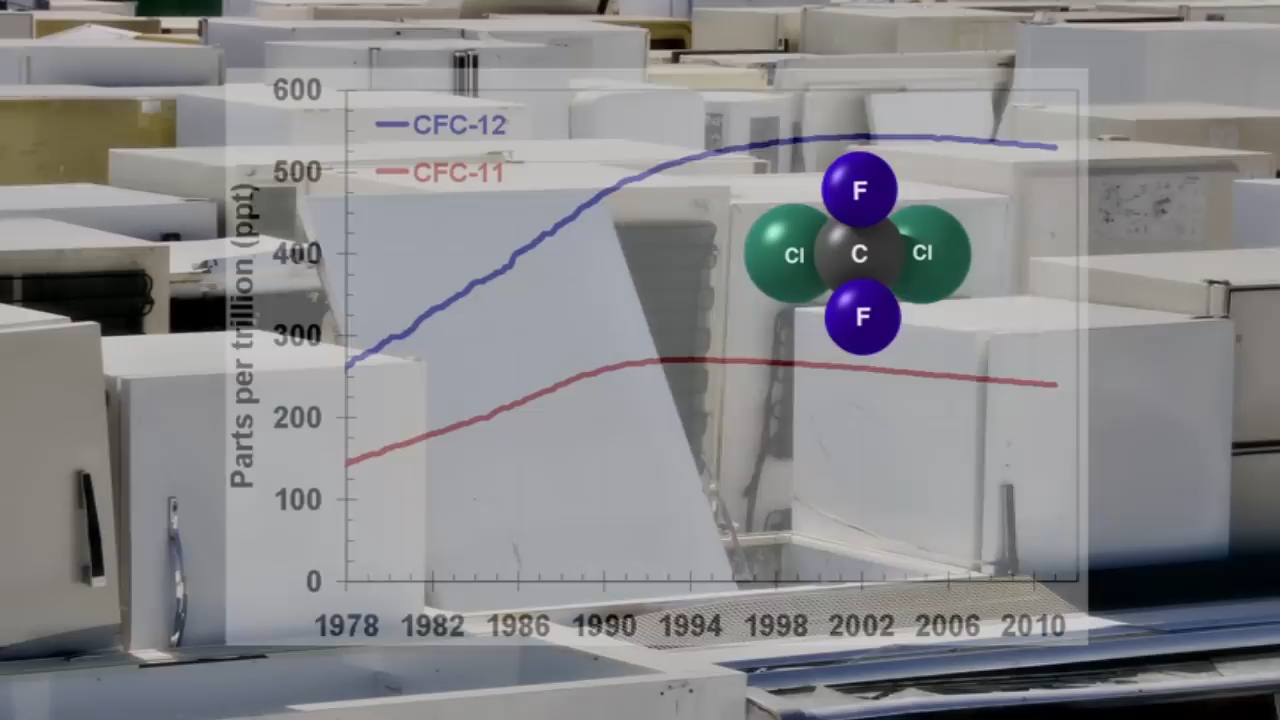 600
CFC-12
500
CFC-11
400
300
200
100
0
Parts per trillion (ppt)
1978 1982 1986 1990 1994 1998 2002 2006 2010
F
Cl C Cl
F